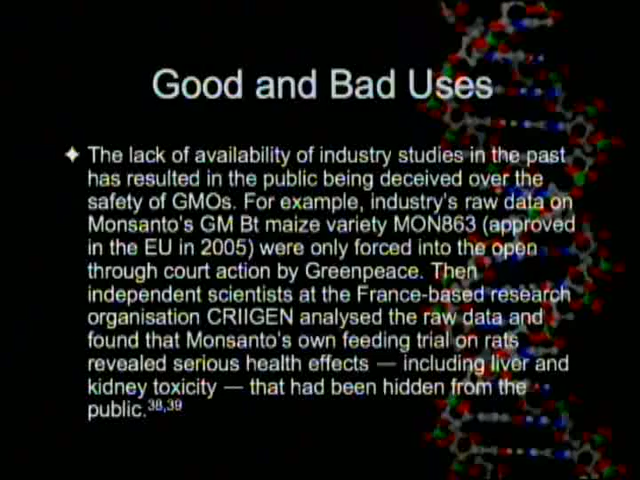 Good and Bad Uses
✦ The lack of availability of industry studies in the past
has resulted in the public being deceived over the
safety of GMOs. For example, industry's raw data on
Monsanto's GM Bt maize variety MON863 (approved
in the EU in 2005) were only forced into the open
through court action by Greenpeace. Then
independent scientists at the France-based research
organisation CRIIGEN analysed the raw data and
found that Monsanto's own feeding trial on rats
revealed serious health effects — including liver and
kidney toxicity — that had been hidden from the
public.38,39